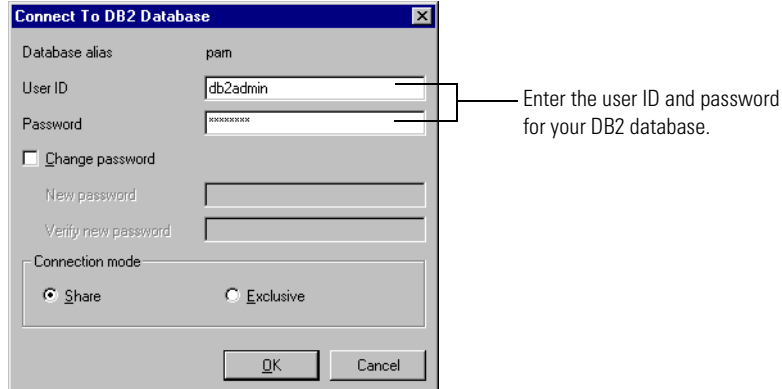 Connect To DB2 Database
Database alias pam
User ID db2admin
Password xxxxxxxx
Enter the user ID and password
for your DB2 database.
Change password
New password
Verify new password
Connection mode
Share Exclusive
OK Cancel